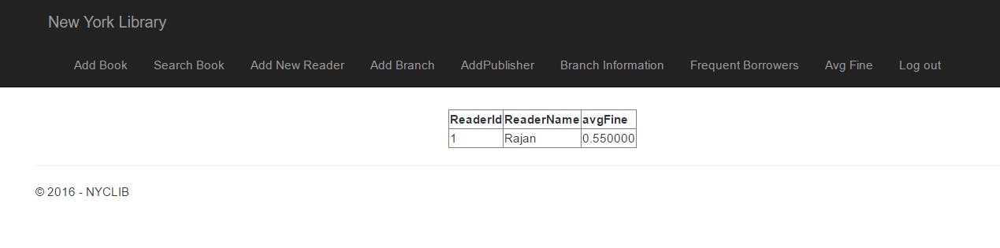 New York Library
Add Book Search Book Add New Reader Add Branch AddPublisher Branch Information Frequent Borrowers Avg Fine Log out
ReaderId ReaderName avgFine
1 Rajan 0.550000
© 2016 - NYCLIB